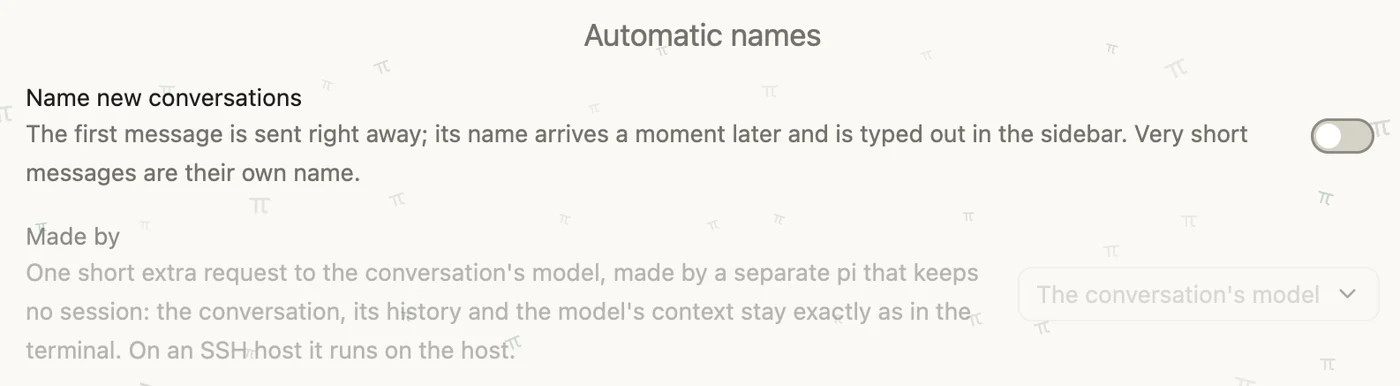 Automatic names
Name new conversations
The first message is sent right away; its name arrives a moment later and is typed out in the sidebar. Very short
messages are their own name.
Made by
One short extra request to the conversation's model, made by a separate pi that keeps
no session: the conversation, its history and the model's context stay exactly as in the
terminal. On an SSH host it runs on the host.
The conversation's model